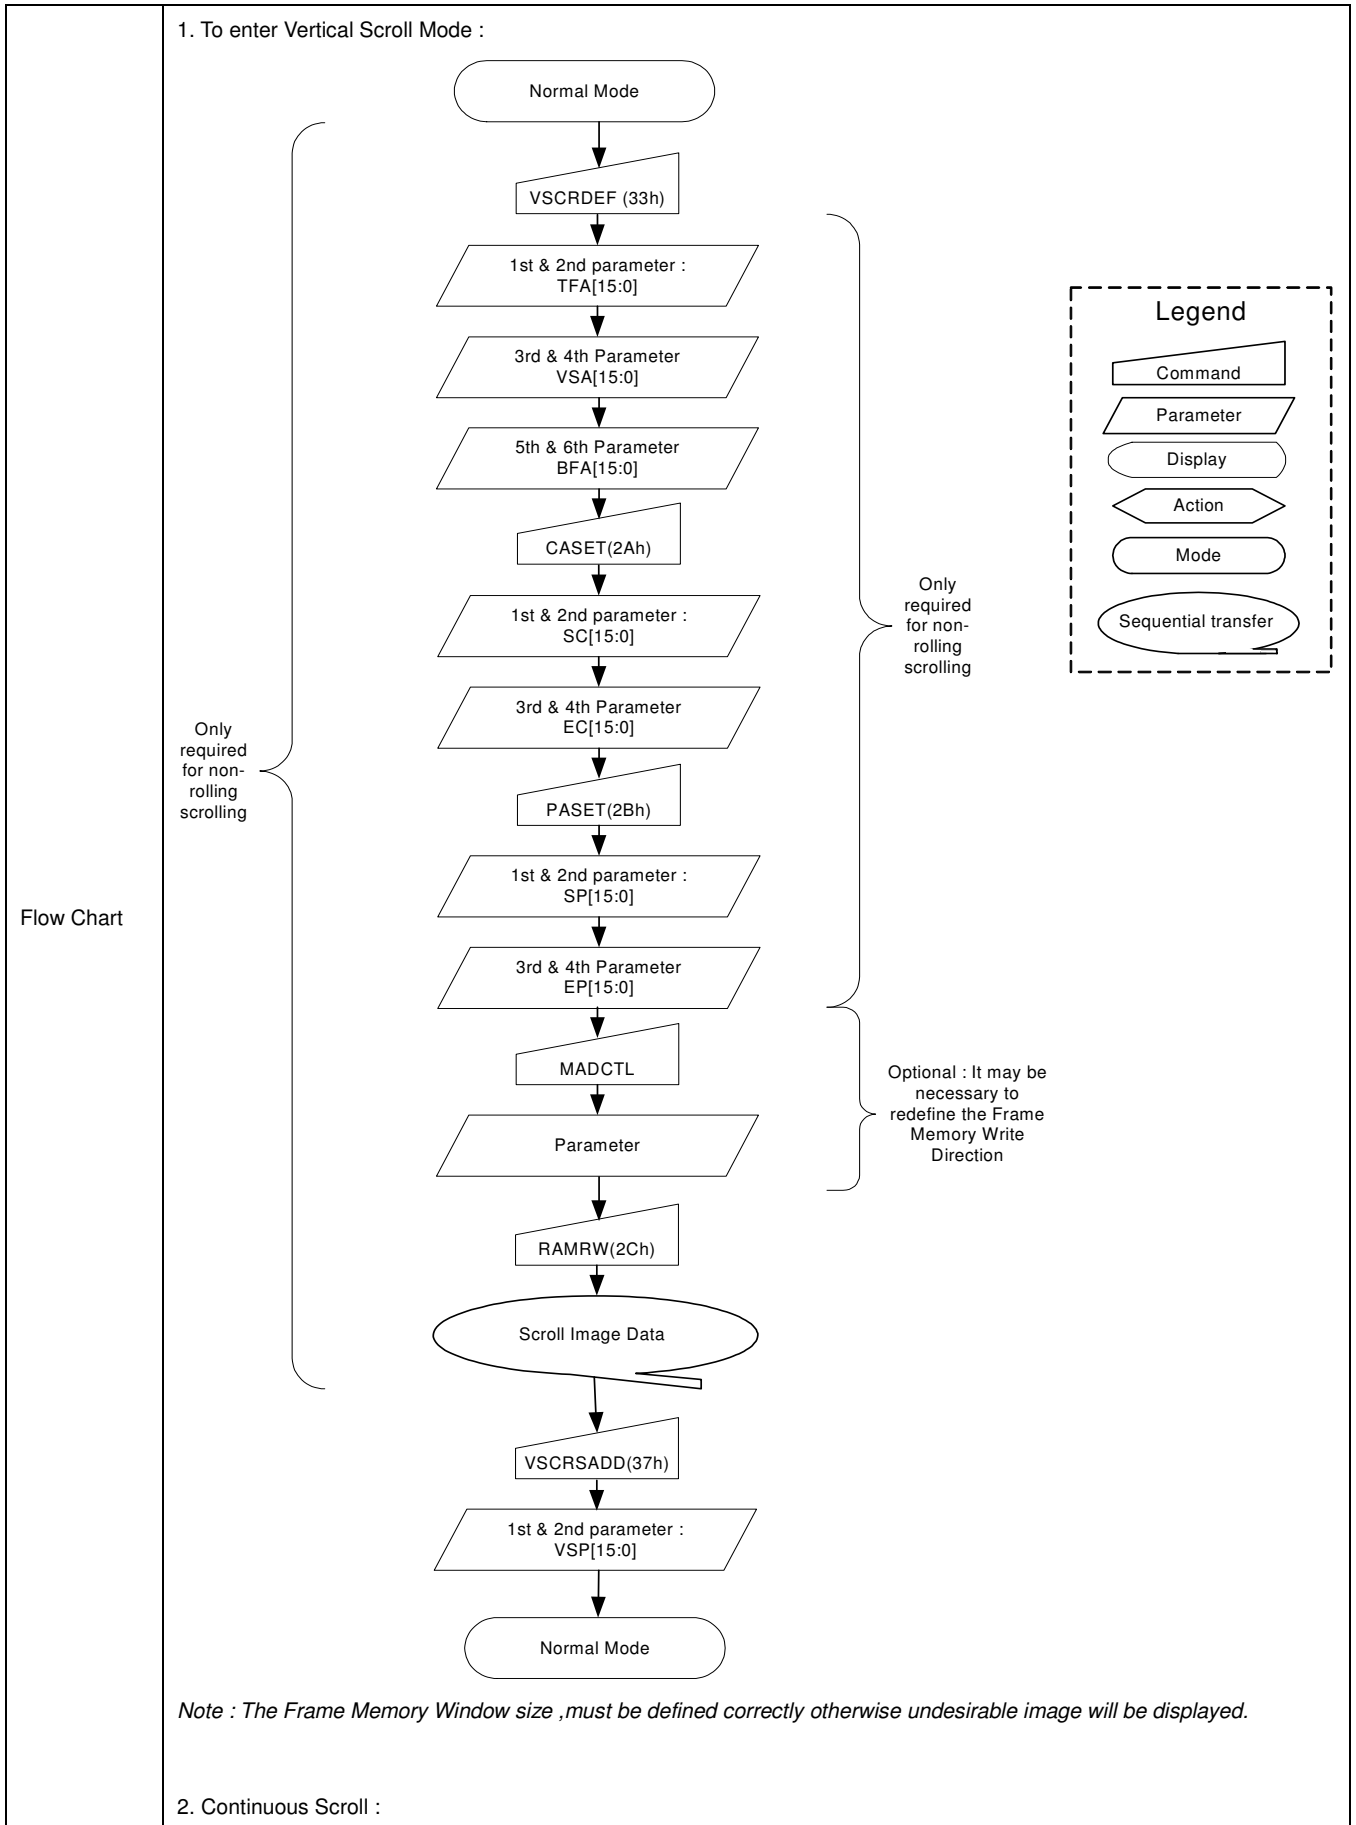 Flow Chart
1. To enter Vertical Scroll Mode :
Normal Mode
VSCRDEF (33h)
1st & 2nd parameter :
TFA[15:0]
3rd & 4th Parameter
VSA[15:0]
5th & 6th Parameter
BFA[15:0]
CASET(2Ah)
1st & 2nd parameter :
SC[15:0]
3rd & 4th Parameter
EC[15:0]
PASET(2Bh)
1st & 2nd parameter :
SP[15:0]
3rd & 4th Parameter
EP[15:0]
MADCTL
Parameter
RAMRW(2Ch)
Scroll Image Data
VSCRSADD(37h)
1st & 2nd parameter :
VSP[15:0]
Normal Mode
Only
required
for non-
rolling
scrolling
Only
required
for non-
rolling
scrolling
Optional : It may be
necessary to
redefine the Frame
Memory Write
Direction
Legend
Command
Parameter
Display
Action
Mode
Sequential transfer
Note : The Frame Memory Window size ,must be defined correctly otherwise undesirable image will be displayed.
2. Continuous Scroll :